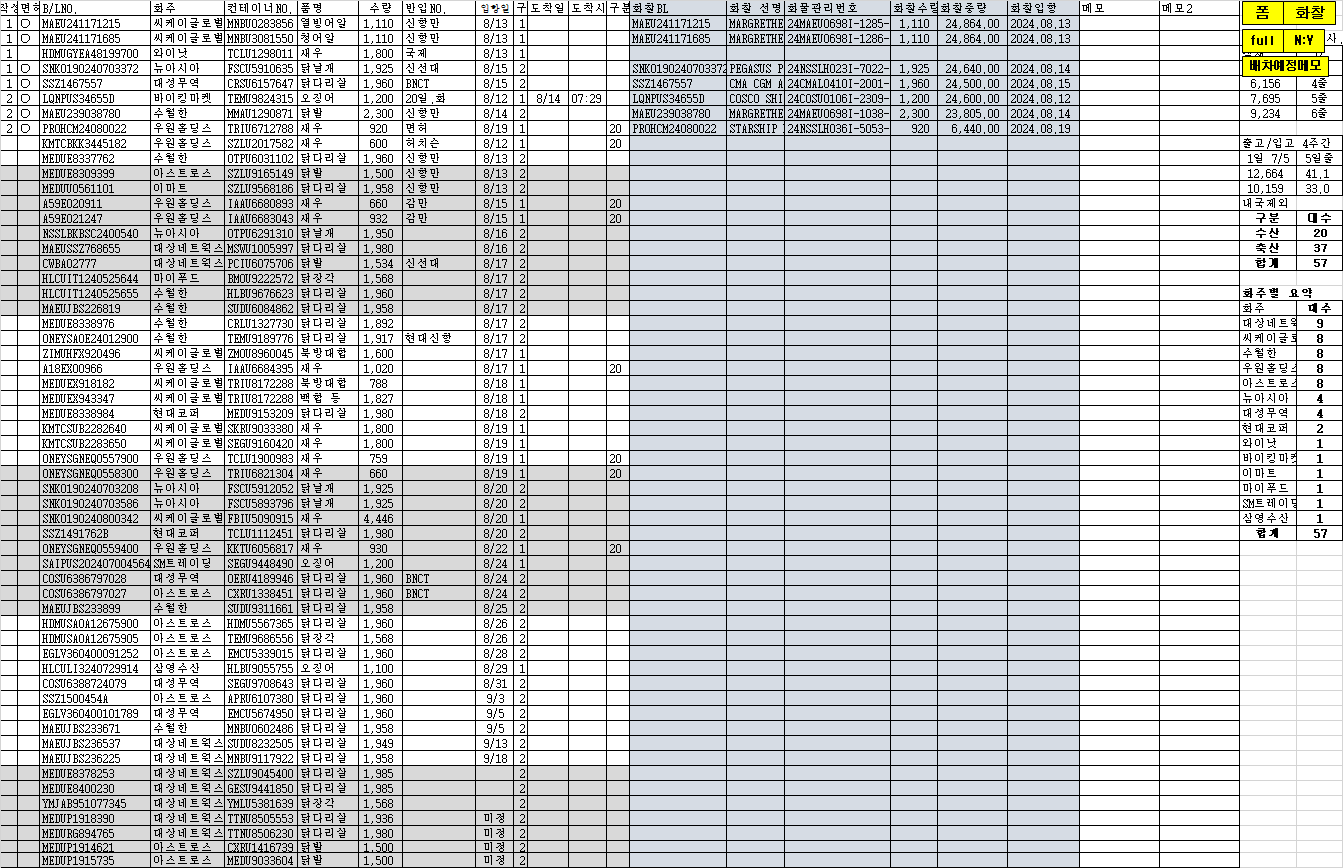 작성 면허 B/LNO. 화주 컨테이너NO. 품명 수량 반입NO. 입항일 구 도착일 도착시 구분 화찰BL 화찰 선명 화물관리번호 화찰수량 화찰중량 화찰입항 메모 메모2 폼 화찰
1 ○ MAEU241171215 씨케이글로벌 MNBU0283856 열빙어알 1,110 신항만 8/13 1 MAEU241171215 MARGRETHE 24MAEU0698I-1285- 1,110 24,864.00 2024.08.13
1 ○ MAEU241171685 씨케이글로벌 MNBU3081550 청어알 1,110 신항만 8/13 1 MAEU241171685 MARGRETHE 24MAEU0698I-1286- 1,110 24,864.00 2024.08.13 full N:Y
1 HDMUGYEA48199700 와이낫 TCLU1298011 새우 1,800 국제 8/13 1
1 ○ SNKO190240703372 뉴아시아 FSCU5910635 닭날개 1,925 신선대 8/15 2 SNKO190240703372 PEGASUS P 24NSSLH023I-7022- 1,925 24,640.00 2024.08.14 배차예정메모
1 ○ SSZ1467557 대성무역 CRSU6157647 닭다리살 1,960 BNCT 8/15 2 SSZ1467557 CMA CGM A 24CMAL0410I-2001- 1,960 24,500.00 2024.08.15 6,156 4줄
2 ○ LQNPUS34655D 바이킹마켓 TEMU9824315 오징어 1,200 20일.화 8/12 1 8/14 07:29 LQNPUS34655D COSCO SHI 24COSU0106I-2309- 1,200 24,600.00 2024.08.12 7,695 5줄
2 ○ MAEU239038780 수월한 MMAU1290871 닭발 2,300 신항만 8/14 2 MAEU239038780 MARGRETHE 24MAEU0698I-1038- 2,300 23,805.00 2024.08.14 9,234 6줄
2 ○ PROHCM24080022 우원홀딩스 TRIU6712788 새우 920 면허 8/19 1 20 PROHCM24080022 STARSHIP 24NSSLH036I-5053- 920 6,440.00 2024.08.19
KMTCBKK3445182 우원홀딩스 SZLU2017582 새우 600 허치슨 8/12 1 20 출고/입고 4주간
MEDUE8337762 수월한 OTPU6031102 닭다리살 1,960 신항만 8/13 2 1일 7/5 5일줄
MEDUE8309399 아스트로스 SZLU9165149 닭발 1,500 신항만 8/13 2 12,664 41.1
MEDUU0561101 이마트 SZLU9568186 닭다리살 1,958 신항만 8/13 2 10,159 33.0
A59EO20911 우원홀딩스 IAAU6680893 새우 660 감만 8/15 1 20 내국제외
A59EO21247 우원홀딩스 IAAU6683043 새우 932 감만 8/15 1 20 구분 대수
NSSLBKBSC2400540 뉴아시아 OTPU6291310 닭날개 1,950 8/16 2 수산 20
MAEUSSZ768655 대상네트웍스 MSWU1005997 닭다리살 1,980 8/16 2 축산 37
CWBA02777 대상네트웍스 PCIU6075706 닭발 1,534 신선대 8/17 2 합계 57
HLCUIT1240525644 마이푸드 BMOU9222572 닭장각 1,568 8/17 2
HLCUIT1240525655 수월한 HLBU9676623 닭다리살 1,960 8/17 2 화주별 요약
MAEUJBS226819 수월한 SUDU6084862 닭다리살 1,958 8/17 2 화주 대수
MEDUE8338976 수월한 CRLU1327730 닭다리살 1,892 8/17 2 대상네트웍 9
ONEYSAOE24012900 수월한 TEMU9189776 닭다리살 1,917 현대신항 8/17 2 씨케이글로 8
ZIMUHFX920496 씨케이글로벌 ZMOU8960045 북방대합 1,600 8/17 1 수월한 8
A18EX00966 우원홀딩스 IAAU6684395 새우 1,020 8/17 1 20 우원홀딩스 8
MEDUEX918182 씨케이글로벌 TRIU8172288 북방대합 788 8/18 1 아스트로스 8
MEDUEX943347 씨케이글로벌 TRIU8172288 백합 등 1,827 8/18 1 뉴아시아 4
MEDUE8338984 현대코퍼 MEDU9153209 닭다리살 1,980 8/18 2 대성무역 4
KMTCSUB2282640 씨케이글로벌 SKRU9033380 새우 1,800 8/19 1 현대코퍼 2
KMTCSUB2283650 씨케이글로벌 SEGU9160420 새우 1,800 8/19 1 와이낫 1
ONEYSGNEQ0557900 우원홀딩스 TCLU1900983 새우 759 8/19 1 20 바이킹마켓 1
ONEYSGNEQ0558300 우원홀딩스 TRIU6821304 새우 660 8/19 1 20 이마트 1
SNKO190240703208 뉴아시아 FSCU5912052 닭날개 1,925 8/20 2 마이푸드 1
SNKO190240703586 뉴아시아 FSCU5893796 닭날개 1,925 8/20 2 SM트레이딩 1
SNKO190240800342 씨케이글로벌 FBIU5090915 새우 4,446 8/20 1 삼영수산 1
SSZ1491762B 현대코퍼 TCLU1112451 닭다리살 1,980 8/20 2 합계 57
ONEYSGNEQ0559400 우원홀딩스 KKTU6056817 새우 930 8/22 1 20
SAIPUS202407004564 SM트레이딩 SEGU9448490 오징어 1,200 8/24 1
COSU6386797028 대성무역 OERU4189946 닭다리살 1,960 BNCT 8/24 2
COSU6386797027 아스트로스 CXRU1338451 닭다리살 1,960 BNCT 8/24 2
MAEUJBS233899 수월한 SUDU9311661 닭다리살 1,958 8/25 2
HDMUSAOA12675900 아스트로스 HDMU5567365 닭다리살 1,960 8/26 2
HDMUSAOA12675905 아스트로스 TEMU9686556 닭장각 1,568 8/26 2
EGLV360400091252 아스트로스 EMCU5339015 닭다리살 1,960 8/28 2
HLCULI3240729914 삼영수산 HLBU9055755 오징어 1,100 8/29 1
COSU6388724079 대성무역 SEGU9708643 닭다리살 1,960 8/31 2
SSZ1500454A 아스트로스 APRU6107380 닭다리살 1,960 9/3 2
EGLV360400101789 대성무역 EMCU5674950 닭다리살 1,960 9/5 2
MAEUJBS233671 수월한 MNBU0602486 닭다리살 1,958 9/5 2
MAEUJBS236537 대상네트웍스 SUDU8232505 닭다리살 1,949 9/13 2
MAEUJBS236225 대상네트웍스 MNBU9117922 닭다리살 1,958 9/18 2
MEDUE8378253 대상네트웍스 SZLU9045400 닭다리살 1,985 2
MEDUE8400230 대상네트웍스 GESU9441850 닭다리살 1,985 2
YMJAB951077345 대상네트웍스 YMLU5381639 닭장각 1,568 2
MEDUP1918390 대상네트웍스 TTNU8505553 닭다리살 1,936 미정 2
MEDURG894765 대상네트웍스 TTNU8506230 닭다리살 1,980 미정 2
MEDUP1914621 아스트로스 CXRU1416739 닭발 1,500 미정 2
MEDUP1915735 아스트로스 MEDU9033604 닭발 1,500 미정 2